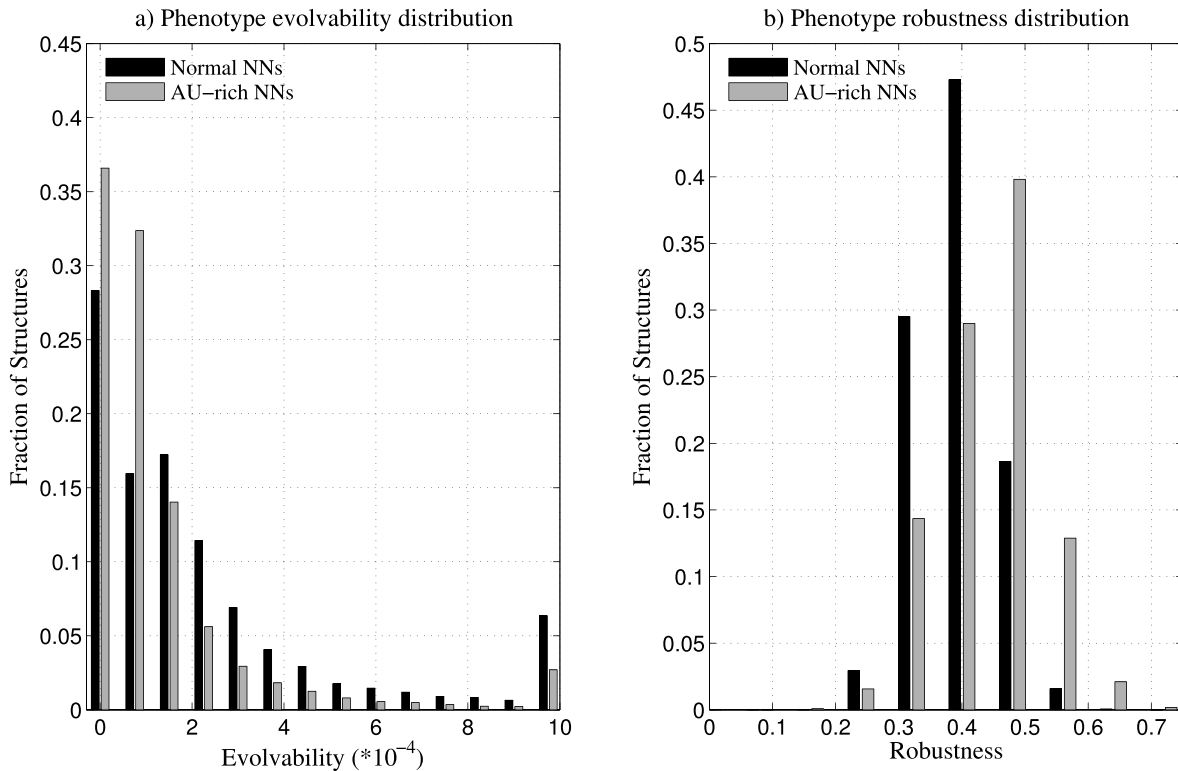 a) Phenotype evolvability distribution
Normal NNs
AU−rich NNs
0.45
0.4
0.35
0.3
0.25
0.2
0.15
0.1
0.05
0
Fraction of Structures
0 2 4 6 8 10
Evolvability (*10−4)
b) Phenotype robustness distribution
Normal NNs
AU−rich NNs
0.5
0.45
0.4
0.35
0.3
0.25
0.2
0.15
0.1
0.05
0
Fraction of Structures
0 0.1 0.2 0.3 0.4 0.5 0.6 0.7
Robustness